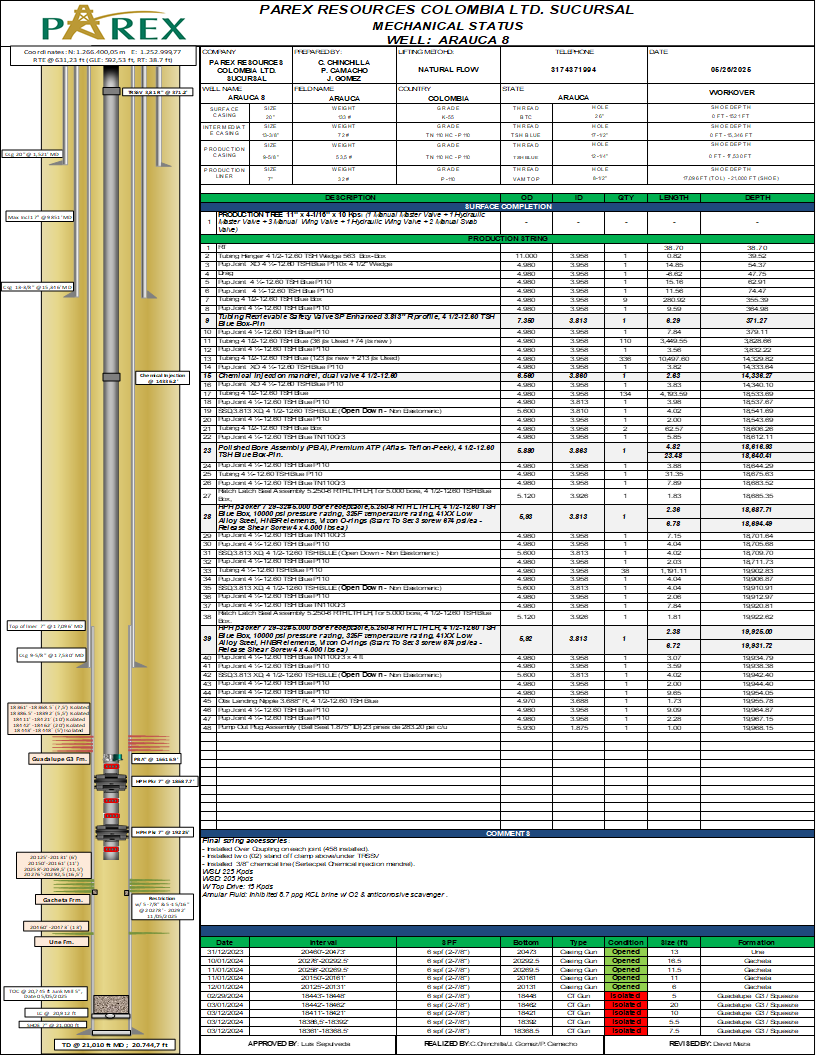 PAREX
RESOURCES
PAREX RESOURCES COLOMBIA LTD. SUCURSAL
MECHANICAL STATUS
WELL: ARAUCA 8
Coordinates: N: 1.266.400,05 m E: 1.252.999,77
RTE @ 631,23 ft (GLE: 592,53 ft, RT: 38.7 ft)
COMPANY PREPARED BY: LIFTING METOHD: TELEPHONE DATE
PAREX RESOURCES COLOMBIA LTD. SUCURSAL
C. CHINCHILLA
P. CAMACHO
J. GOMEZ
NATURAL FLOW 3174371994 05/26/2025
WELL NAME FIELD NAME COUNTRY STATE
ARAUCA 8 ARAUCA COLOMBIA ARAUCA WORKOVER
SURFACE CASING SIZE WEIGHT GRADE THREAD HOLE SHOE DEPTH
20" 133 # K-55 BTC 26" 0 FT - 1521 FT
INTERMEDIATE CASING SIZE WEIGHT GRADE THREAD HOLE SHOE DEPTH
13-3/8" 72 # TN 110 HC - P110 TSH BLUE 17-1/2" 0 FT - 15,346 FT
PRODUCTION CASING SIZE WEIGHT GRADE THREAD HOLE SHOE DEPTH
9-5/8" 53.5 # TN 110 HC - P110 TSH BLUE 12-1/4" 0 FT - 17,530 FT
PRODUCTION LINER SIZE WEIGHT GRADE THREAD HOLE SHOE DEPTH
7" 32 # P-110 VAM TOP 8-1/2" 17,096 FT (TOL) - 21,000 FT (SHOE)
DESCRIPTION OD ID QTY LENGTH DEPTH
SURFACE COMPLETION
1 PRODUCTION TREE 11" x 4-1/16" x 10 Kpsi (1 Manual Master Valve + 1 Hydraulic Master Valve + 3 Manual Wing Valve + 1 Hydraulic Wing Valve + 2 Manual Swab Valve) - - - - -
PRODUCTION STRING
1 RT 38.70 38.70
2 Tubing Hanger 4 1/2-12.60 TSH Wedge 563 Box-Box 11.000 3.958 1 0.82 39.52
3 Pup Joint XO 4 ½-12.60 TSH Blue P110 x 4 1/2" Wedge 4.980 3.958 1 14.85 54.37
4 Drag 4.980 3.958 1 -6.62 47.75
5 Pup Joint 4 ½-12.60 TSH Blue P110 4.980 3.958 1 15.16 62.91
6 Pup Joint 4 ½-12.60 TSH Blue P110 4.980 3.958 1 11.56 74.47
7 Tubing 4 1/2-12.60 TSH Blue Box 4.980 3.958 9 280.92 355.39
8 Pup Joint 4 ½-12.60 TSH Blue P110 4.980 3.958 1 9.59 364.98
9 Tubing Retrievable Safety Valve SP Enhanced 3.813" R profile, 4 1/2-12.60 TSH Blue Box-Pin 7.350 3.813 1 6.29 371.27
10 Pup Joint 4 ½-12.60 TSH Blue P110 4.980 3.958 1 7.84 379.11
11 Tubing 4 1/2-12.60 TSH Blue (36 jts Used + 74 jts new) 4.980 3.958 110 3,449.55 3,828.66
12 Pup Joint 4 ½-12.60 TSH Blue P110 4.980 3.958 1 3.56 3,832.22
13 Tubing 4 1/2-12.60 TSH Blue (123 jts new + 213 jts Used) 4.980 3.958 336 10,497.60 14,329.82
14 Pup Joint XO 4 ½-12.60 TSH Blue P110 4.980 3.958 1 3.82 14,333.64
15 Chemical Injection mandrel, dual valve 4 1/2-12.60 6.560 3.860 1 2.63 14,336.27
16 Pup Joint XO 4 ½-12.60 TSH Blue P110 4.980 3.958 1 3.83 14,340.10
17 Tubing 4 1/2-12.60 TSH Blue 4.980 3.958 134 4,193.59 18,533.69
18 Pup Joint 4 ½-12.60 TSH Blue P110 4.980 3.813 1 3.98 18,537.67
19 SSD3.813 XD, 4 1/2-12.60 TSH BLUE (Open Down - Non Elastomeric) 5.600 3.810 1 4.02 18,541.69
20 Pup Joint 4 ½-12.60 TSH Blue P110 4.980 3.958 1 2.00 18,543.69
21 Tubing 4 1/2-12.60 TSH Blue Box 4.980 3.958 2 62.57 18,606.26
22 Pup Joint 4 ½-12.60 TSH Blue TN110Cr3 4.980 3.958 1 5.85 18,612.11
23 Polished Bore Assembly (PBA), Premium ATP (Aflas- Teflon-Peek), 4 1/2-12.60 TSH Blue Box-Pin. 5.880 3.863 1 4.82 18,616.93
23.48 18,640.41
24 Pup Joint 4 ½-12.60 TSH Blue P110 4.980 3.958 1 3.88 18,644.29
25 Tubing 4 ½-12.60 TSH Blue P110 4.980 3.958 1 31.35 18,675.63
26 Pup Joint 4 ½-12.60 TSH Blue TN110Cr3 4.980 3.958 1 7.89 18,683.52
27 Ratch Latch Seal Assembly 5.250-6 RTH LTH LH, for 5.000 bore, 4 1/2-12.60 TSH Blue Box, 5.120 3.926 1 1.83 18,685.35
28 HPH packer 7 29-32#5.000 bore receptacle,5.250-6 RTH LTH LH, 4 1/2-12.60 TSH Blue Box, 10000 psi pressure rating, 325F temperature rating, 41XX Low Alloy Steel, HNBR elements, Viton O-rings (Start To Set 3 screw 674 psi/ea - Release Shear Screw 4 x 4.000 lbs ea) 5,92 3.813 1 2.36 18,687.71
6.78 18,694.49
29 Pup Joint 4 ½-12.60 TSH Blue TN110Cr3 4.980 3.958 1 7.15 18,701.64
30 Pup Joint 4 ½-12.60 TSH Blue P110 4.980 3.958 1 4.04 18,705.68
31 SSD3.813 XD, 4 1/2-12.60 TSH BLUE (Open Down - Non Elastomeric) 5.600 3.813 1 4.02 18,709.70
32 Pup Joint 4 ½-12.60 TSH Blue P110 4.980 3.958 1 2.03 18,711.73
33 Tubing 4 ½-12.60 TSH Blue P110 4.980 3.958 38 1,191.11 19,902.83
34 Pup Joint 4 ½-12.60 TSH Blue P110 4.980 3.958 1 4.04 19,906.87
35 SSD3.813 XD, 4 1/2-12.60 TSH BLUE (Open Down - Non Elastomeric) 5.600 3.813 1 4.04 19,910.91
36 Pup Joint 4 ½-12.60 TSH Blue P110 4.980 3.958 1 2.06 19,912.97
37 Pup Joint 4 ½-12.60 TSH Blue TN110Cr3 4.980 3.958 1 7.84 19,920.81
38 Ratch Latch Seal Assembly 5.250-6 RTH LTH LH, for 5.000 bore, 4 1/2-12.60 TSH Blue Box, 5.120 3.926 1 1.81 19,922.62
39 HPH packer 7 29-32#5.000 bore receptacle,5.250-6 RTH LTH LH, 4 1/2-12.60 TSH Blue Box, 10000 psi pressure rating, 325F temperature rating, 41XX Low Alloy Steel, HNBR elements, Viton O-rings (Start To Set 3 screw 674 psi/ea - Release Shear Screw 4 x 4.000 lbs ea) 5,92 3.813 1 2.38 19,925.00
6.72 19,931.72
40 Pup Joint 4 ½-12.60 TSH Blue TN110Cr3 x 4 ft 4.980 3.958 1 3.07 19,934.79
41 Pup Joint 4 ½-12.60 TSH Blue P110 4.980 3.958 1 3.59 19,938.38
42 SSD3.813 XD, 4 1/2-12.60 TSH BLUE (Open Down - Non Elastomeric) 5.600 3.813 1 4.02 19,942.40
43 Pup Joint 4 ½-12.60 TSH Blue P110 4.980 3.958 1 2.00 19,944.40
44 Pup Joint 4 ½-12.60 TSH Blue P110 4.980 3.958 1 9.65 19,954.05
45 Otis Landing Nipple 3.688" R, 4 1/2-12.60 TSH Blue 4.970 3.688 1 1.73 19,955.78
46 Pup Joint 4 ½-12.60 TSH Blue P110 4.980 3.958 1 9.09 19,964.87
47 Pup Joint 4 ½-12.60 TSH Blue P110 4.980 3.958 1 2.28 19,967.15
48 Pump Out Plug Assembly (Ball Seat 1.875" ID) 23 pines de 283.20 psi c/u 5.930 1.875 1 1.00 19,968.15
COMMENTS
Final sizing accessories:
- Installed Over Coupling on each joint (458 installed).
- Installed two (02) stand off clamp above/under TRSSV
- Installed 3/8" chemical line (Serlecpet Chemical injection mandrel).
WSU 225 Kpds
WSD: 205 Kpds
W Top Drive: 15 Kpds
Annular Fluid: Inhibited 8.7 ppg KCL brine w/ O2 & anticorrosive scavenger .
Date Interval SPF Bottom Type Condition Size (ft) Formation
31/12/2023 20460'-20473' 6 spf (2-7/8") 20473 Casing Gun Opened 13 Une
10/01/2024 20276'-20292.5' 6 spf (2-7/8") 20292.5 Casing Gun Opened 16.5 Gacheta
11/01/2024 20258'-20269.5' 6 spf (2-7/8") 20269.5 Casing Gun Opened 11.5 Gacheta
11/01/2024 20150'-20161' 6 spf (2-7/8") 20161 Casing Gun Opened 11 Gacheta
12/01/2024 20125'-20131' 6 spf (2-7/8") 20131 Casing Gun Opened 6 Gacheta
02/29/2024 18443'-18448' 6 spf (2-7/8") 18448 CT Gun Isolated 5 Guadalupe G3 / Squeeze
03/01/2024 18442'-18462' 6 spf (2-7/8") 18462 CT Gun Isolated 20 Guadalupe G3 / Squeeze
03/12/2024 18411'-18421' 6 spf (2-7/8") 18421 CT Gun Isolated 10 Guadalupe G3 / Squeeze
03/12/2024 18386,5'-18392' 6 spf (2-7/8") 18392 CT Gun Isolated 5.5 Guadalupe G3 / Squeeze
03/12/2024 18361'-18368.5' 6 spf (2-7/8") 18368.5 CT Gun Isolated 7.5 Guadalupe G3 / Squeeze
APPROVED BY: Luis Sepulveda REALIZED BY: C.Chinchilla/J. Gomez/P. Camacho REVISED BY: David Meza
TRSSV 3,813" @ 371.2'
Csg 20" @ 1,521' MD
Max Incl 17° @ 9851' MD
Csg 13-3/8" @ 15,346' MD
Chemical Injection
@ 14336.2'
Top of liner 7" @ 17,096' MD
Csg 9-5/8" @ 17,530' MD
18361' -18368.5' (7,5') Isolated
18386.5'-18392' (5,5') Isolated
18411' -18421' (10') Isolated
18442' -18462' (20') Isolated
18443' -18448' (5') Isolated
Guadalupe G3 Fm.
PBA" @ 18616.9'
HPH Pkr 7" @ 18687.7'
HPH Pkr 7" @ 19925'
20125' -20131' (6')
20150'-20161' (11')
20258'-20269,5' (11,5')
20276'-20292,5 (16,5')
Gacheta Frm.
Restriction
w/ 5-7/8" & 5-15/16"
@ 20278' - 20292'
11/05/2025
20460' -20473' (13')
Une Fm.
TOC @ 20,745 ft Junk Mill 5",
Date 05/05/2025
LC @ 20,912 ft
SHOE 7" @ 21,000 ft
TD @ 21,010 ft MD ; 20.744,7 ft